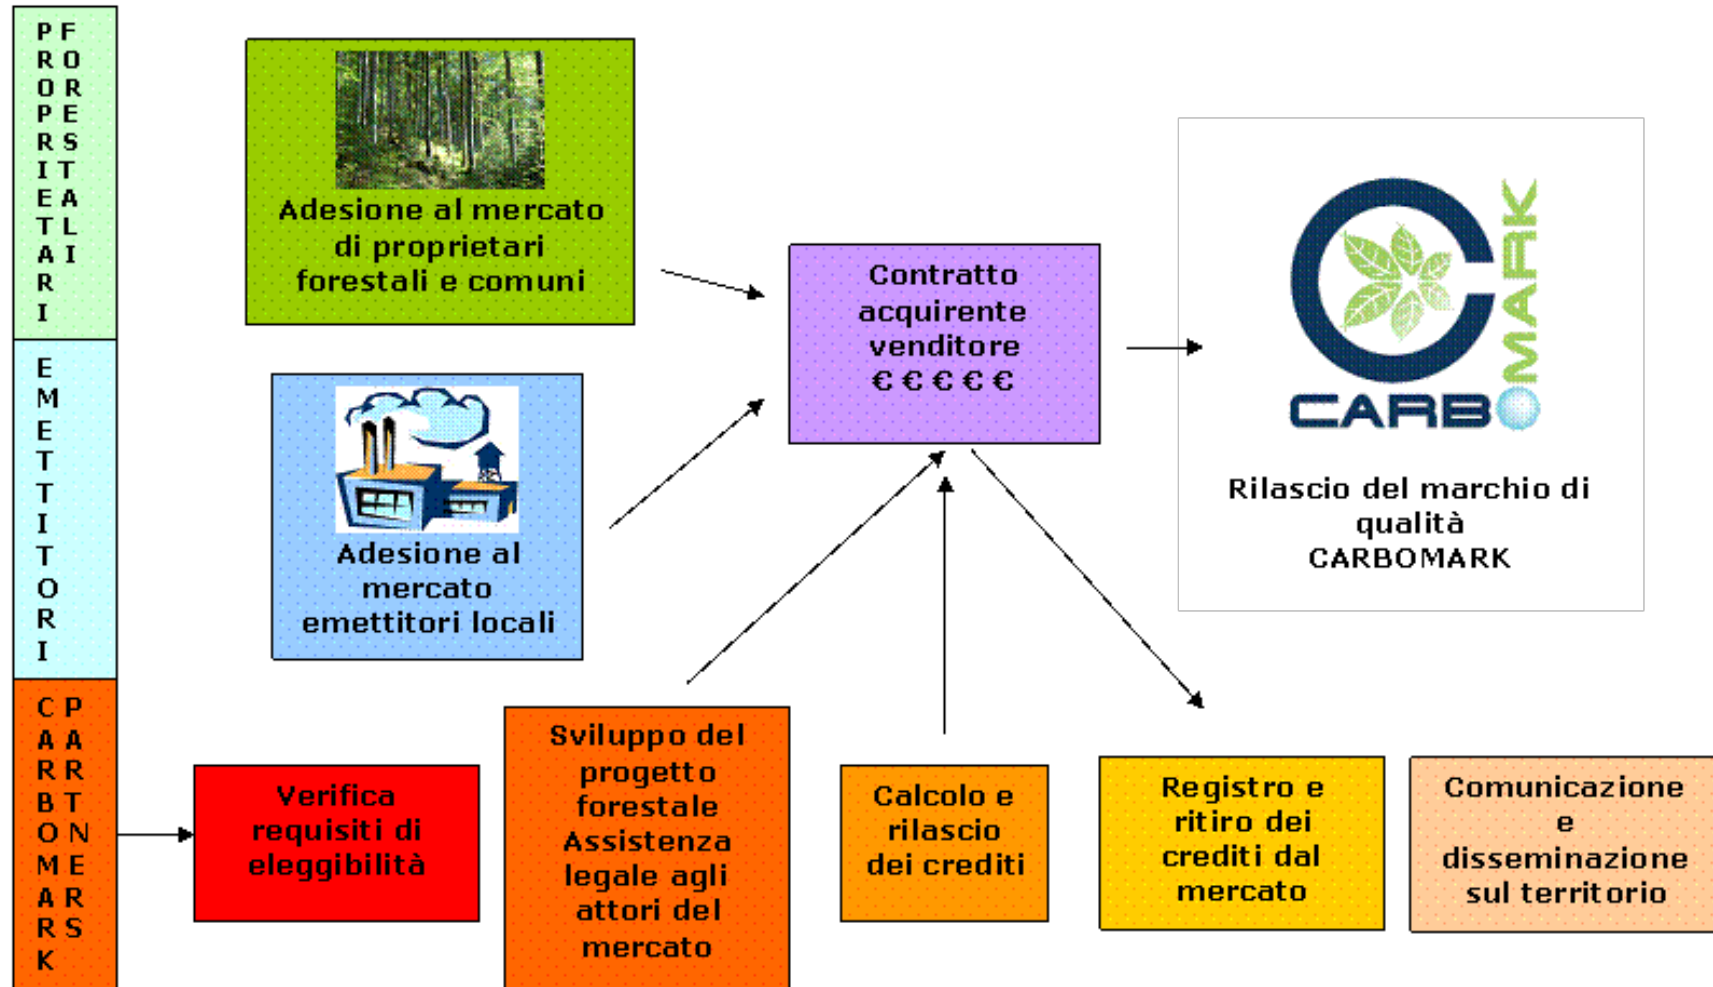 PROPRIETARI
FORESTALI
EMETTITORI
CARBOMARK
PARTNERS
Adesione al mercato
di proprietari
forestali e comuni
Adesione al
mercato
emettitori locali
Contratto
acquirente
venditore
€ € € € €
CARBOMARK
Rilascio del marchio di
qualità
CARBOMARK
Verifica
requisiti di
eleggibilità
Sviluppo del
progetto
forestale
Assistenza
legale agli
attori del
mercato
Calcolo e
rilascio
dei crediti
Registro e
ritiro dei
crediti dal
mercato
Comunicazione
e
disseminazione
sul territorio